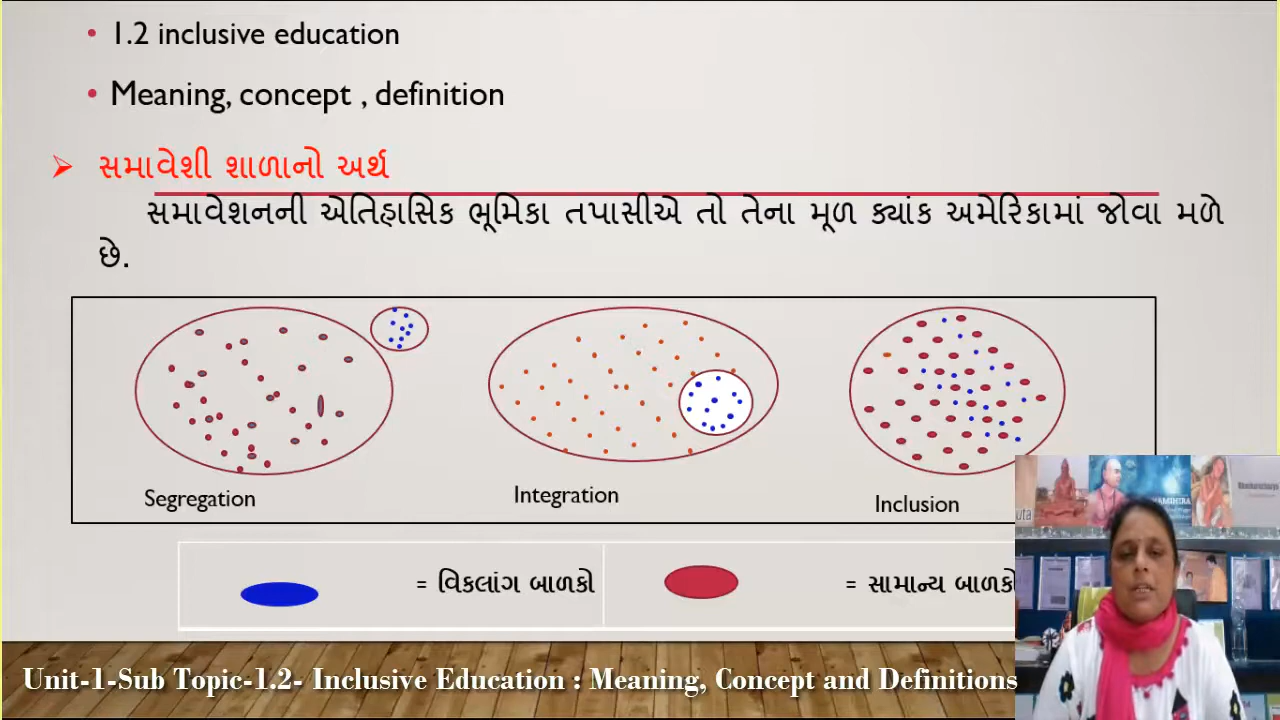 1.2 inclusive education
Meaning, concept , definition
સમાવેશી શાળાનો અર્થ
સમાવેશનની ઐતિહાસિક ભૂમિકા તપાસીએ તો તેના મૂળ ક્યાંક અમેરિકામાં જોવા મળે
છે.
Segregation
Integration
Inclusion
= વિકલાંગ બાળકો
= સામાન્ય બાળકો
Unit-1-Sub Topic-1.2- Inclusive Education : Meaning, Concept and Definitions